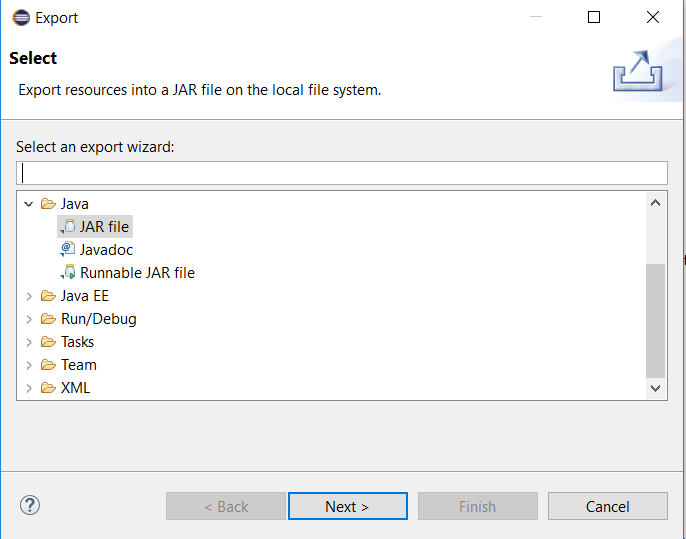 Export
Select
Export resources into a JAR file on the local file system.
Select an export wizard:
Java
JAR file
Javadoc
Runnable JAR file
Java EE
Run/Debug
Tasks
Team
XML
< Back
Next >
Finish
Cancel